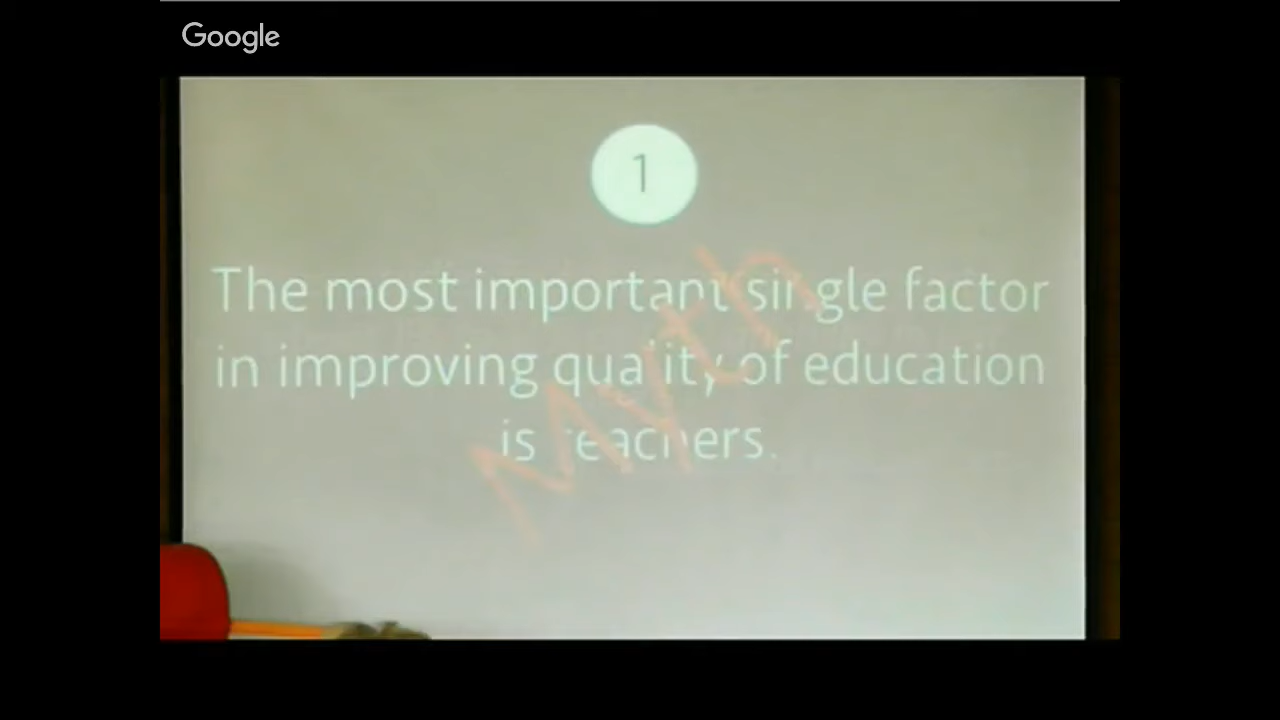 Google
1
The most important single factor
in improving quality of education
is teachers.
Myth